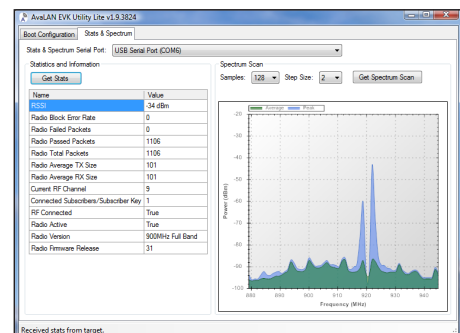 AvaLAN EVK Utility Lite v1.9.3824
Boot Configuration Stats & Spectrum
Stats & Spectrum Serial Port: USB Serial Port (COM6)
Statistics and Information
Get Stats
Name Value
RSSI -34 dBm
Radio Block Error Rate 0
Radio Failed Packets 0
Radio Passed Packets 1106
Radio Total Packets 1106
Radio Average TX Size 101
Radio Average RX Size 101
Current RF Channel 9
Connected Subscribers/Subscriber Key 1
RF Connected True
Radio Active True
Radio Version 900MHz Full Band
Radio Firmware Release 31
Spectrum Scan
Samples: 128 Step Size: 2 Get Spectrum Scan
Average Peak
Power (dBm)
-20
-30
-40
-50
-60
-70
-80
-90
-100
880 890 900 910 920 930 940
Frequency (MHz)
Received stats from target.